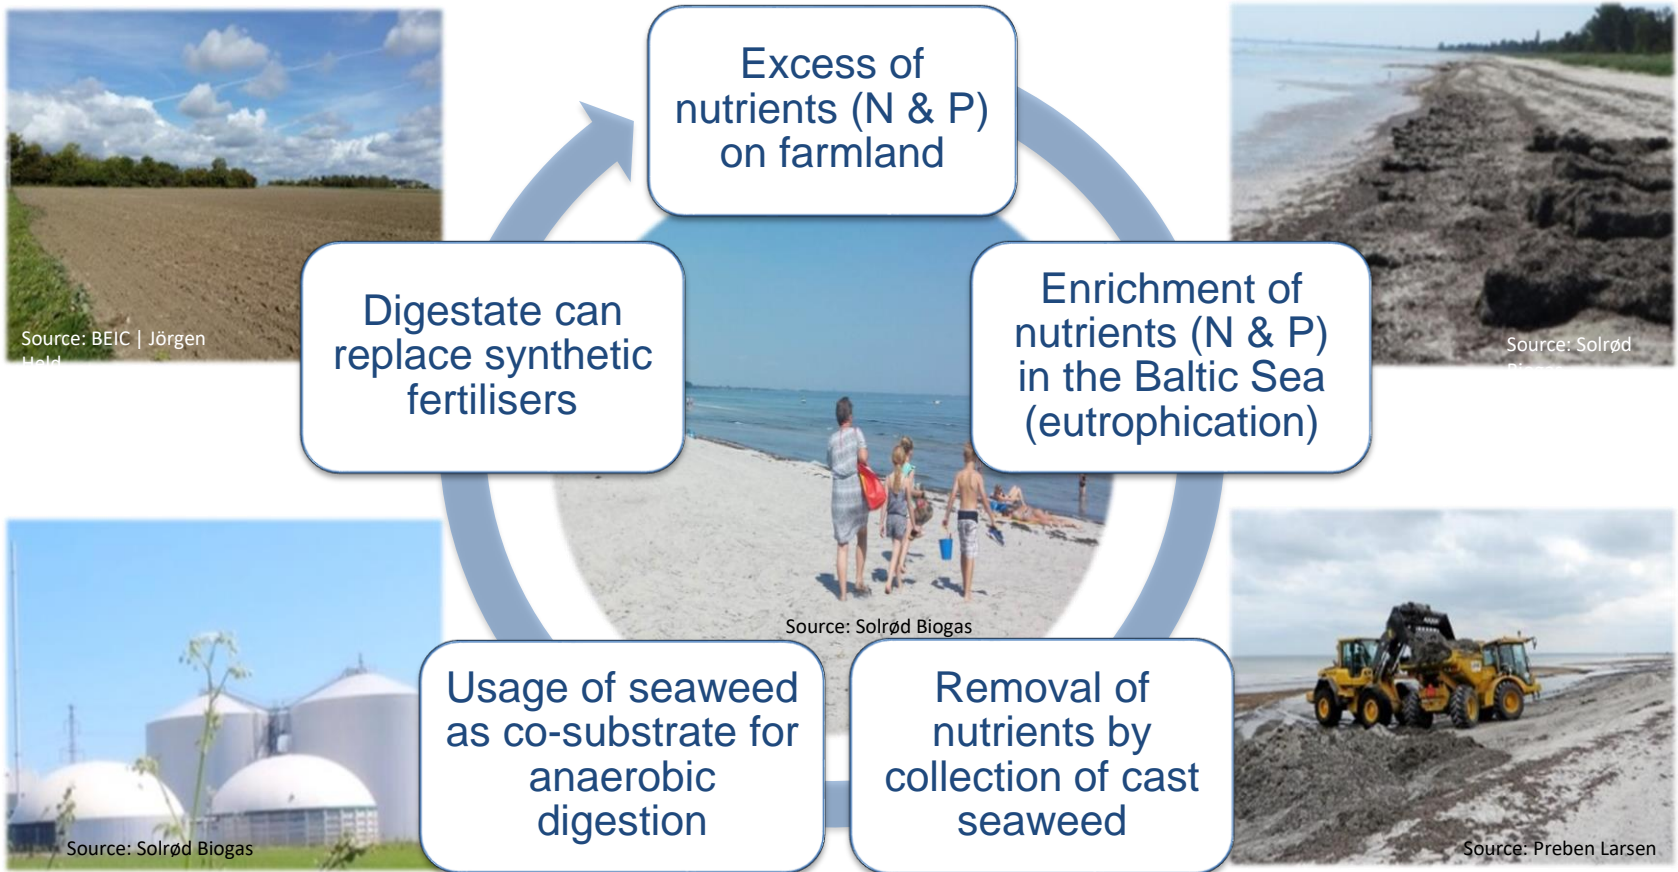 Excess of
nutrients (N & P)
on farmland
Enrichment of
nutrients (N & P)
in the Baltic Sea
(eutrophication)
Removal of
nutrients by
collection of cast
seaweed
Usage of seaweed
as co-substrate for
anaerobic
digestion
Digestate can
replace synthetic
fertilisers
Source: BEIC | Jörgen
Source: Solrød
Source: Solrød Biogas
Source: Solrød Biogas
Source: Preben Larsen